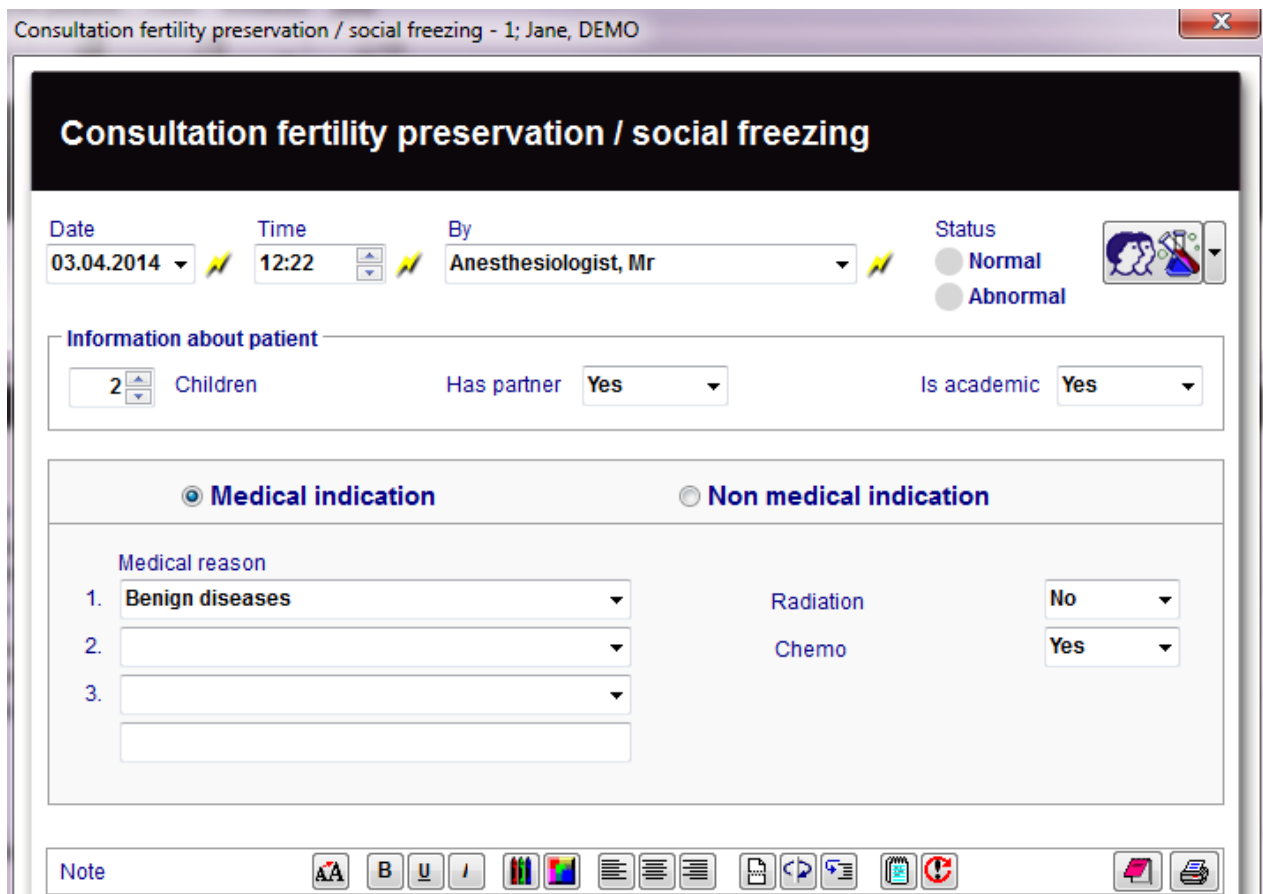 Consultation fertility preservation / social freezing - 1; Jane, DEMO
x
Consultation fertility preservation / social freezing
Date Time By Status
03.04.2014 12:22 Anesthesiologist, Mr Normal
Abnormal
Information about patient
2 Children Has partner Yes Is academic Yes
Medical indication Non medical indication
Medical reason
1. Benign diseases Radiation No
2. Chemo Yes
3.
Note AA B U I